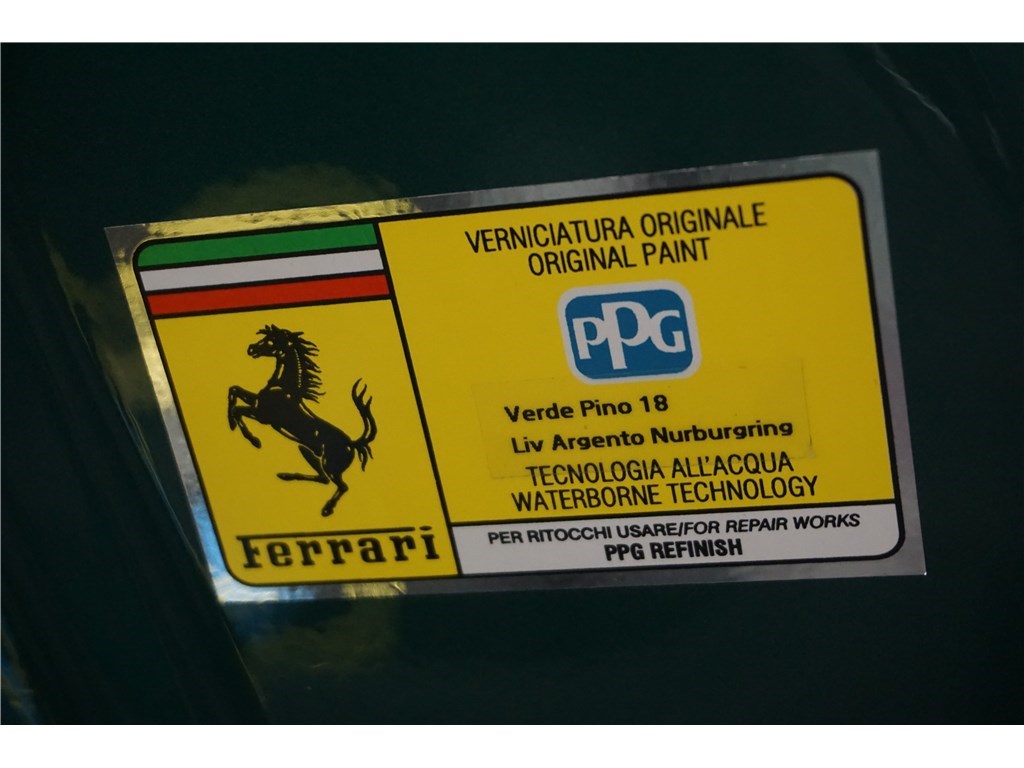 VERNICIATURA ORIGINALE
ORIGINAL PAINT
PPG
Verde Pino 18
Liv Argento Nurburgring
TECNOLOGIA ALL'ACQUA
WATERBORNE TECHNOLOGY
PER RITOCCHI USARE/FOR REPAIR WORKS
PPG REFINISH
Ferrari